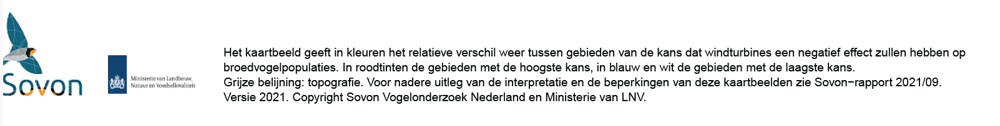 Sovon
Ministerie van Landbouw,
Natuur en Voedselkwaliteit
Het kaartbeeld geeft in kleuren het relatieve verschil weer tussen gebieden van de kans dat windturbines een negatief effect zullen hebben op
broedvogelpopulaties. In roodtinten de gebieden met de hoogste kans, in blauw en wit de gebieden met de laagste kans.
Grijze belijning: topografie. Voor nadere uitleg van de interpretatie en de beperkingen van deze kaartbeelden zie Sovon−rapport 2021/09.
Versie 2021. Copyright Sovon Vogelonderzoek Nederland en Ministerie van LNV.